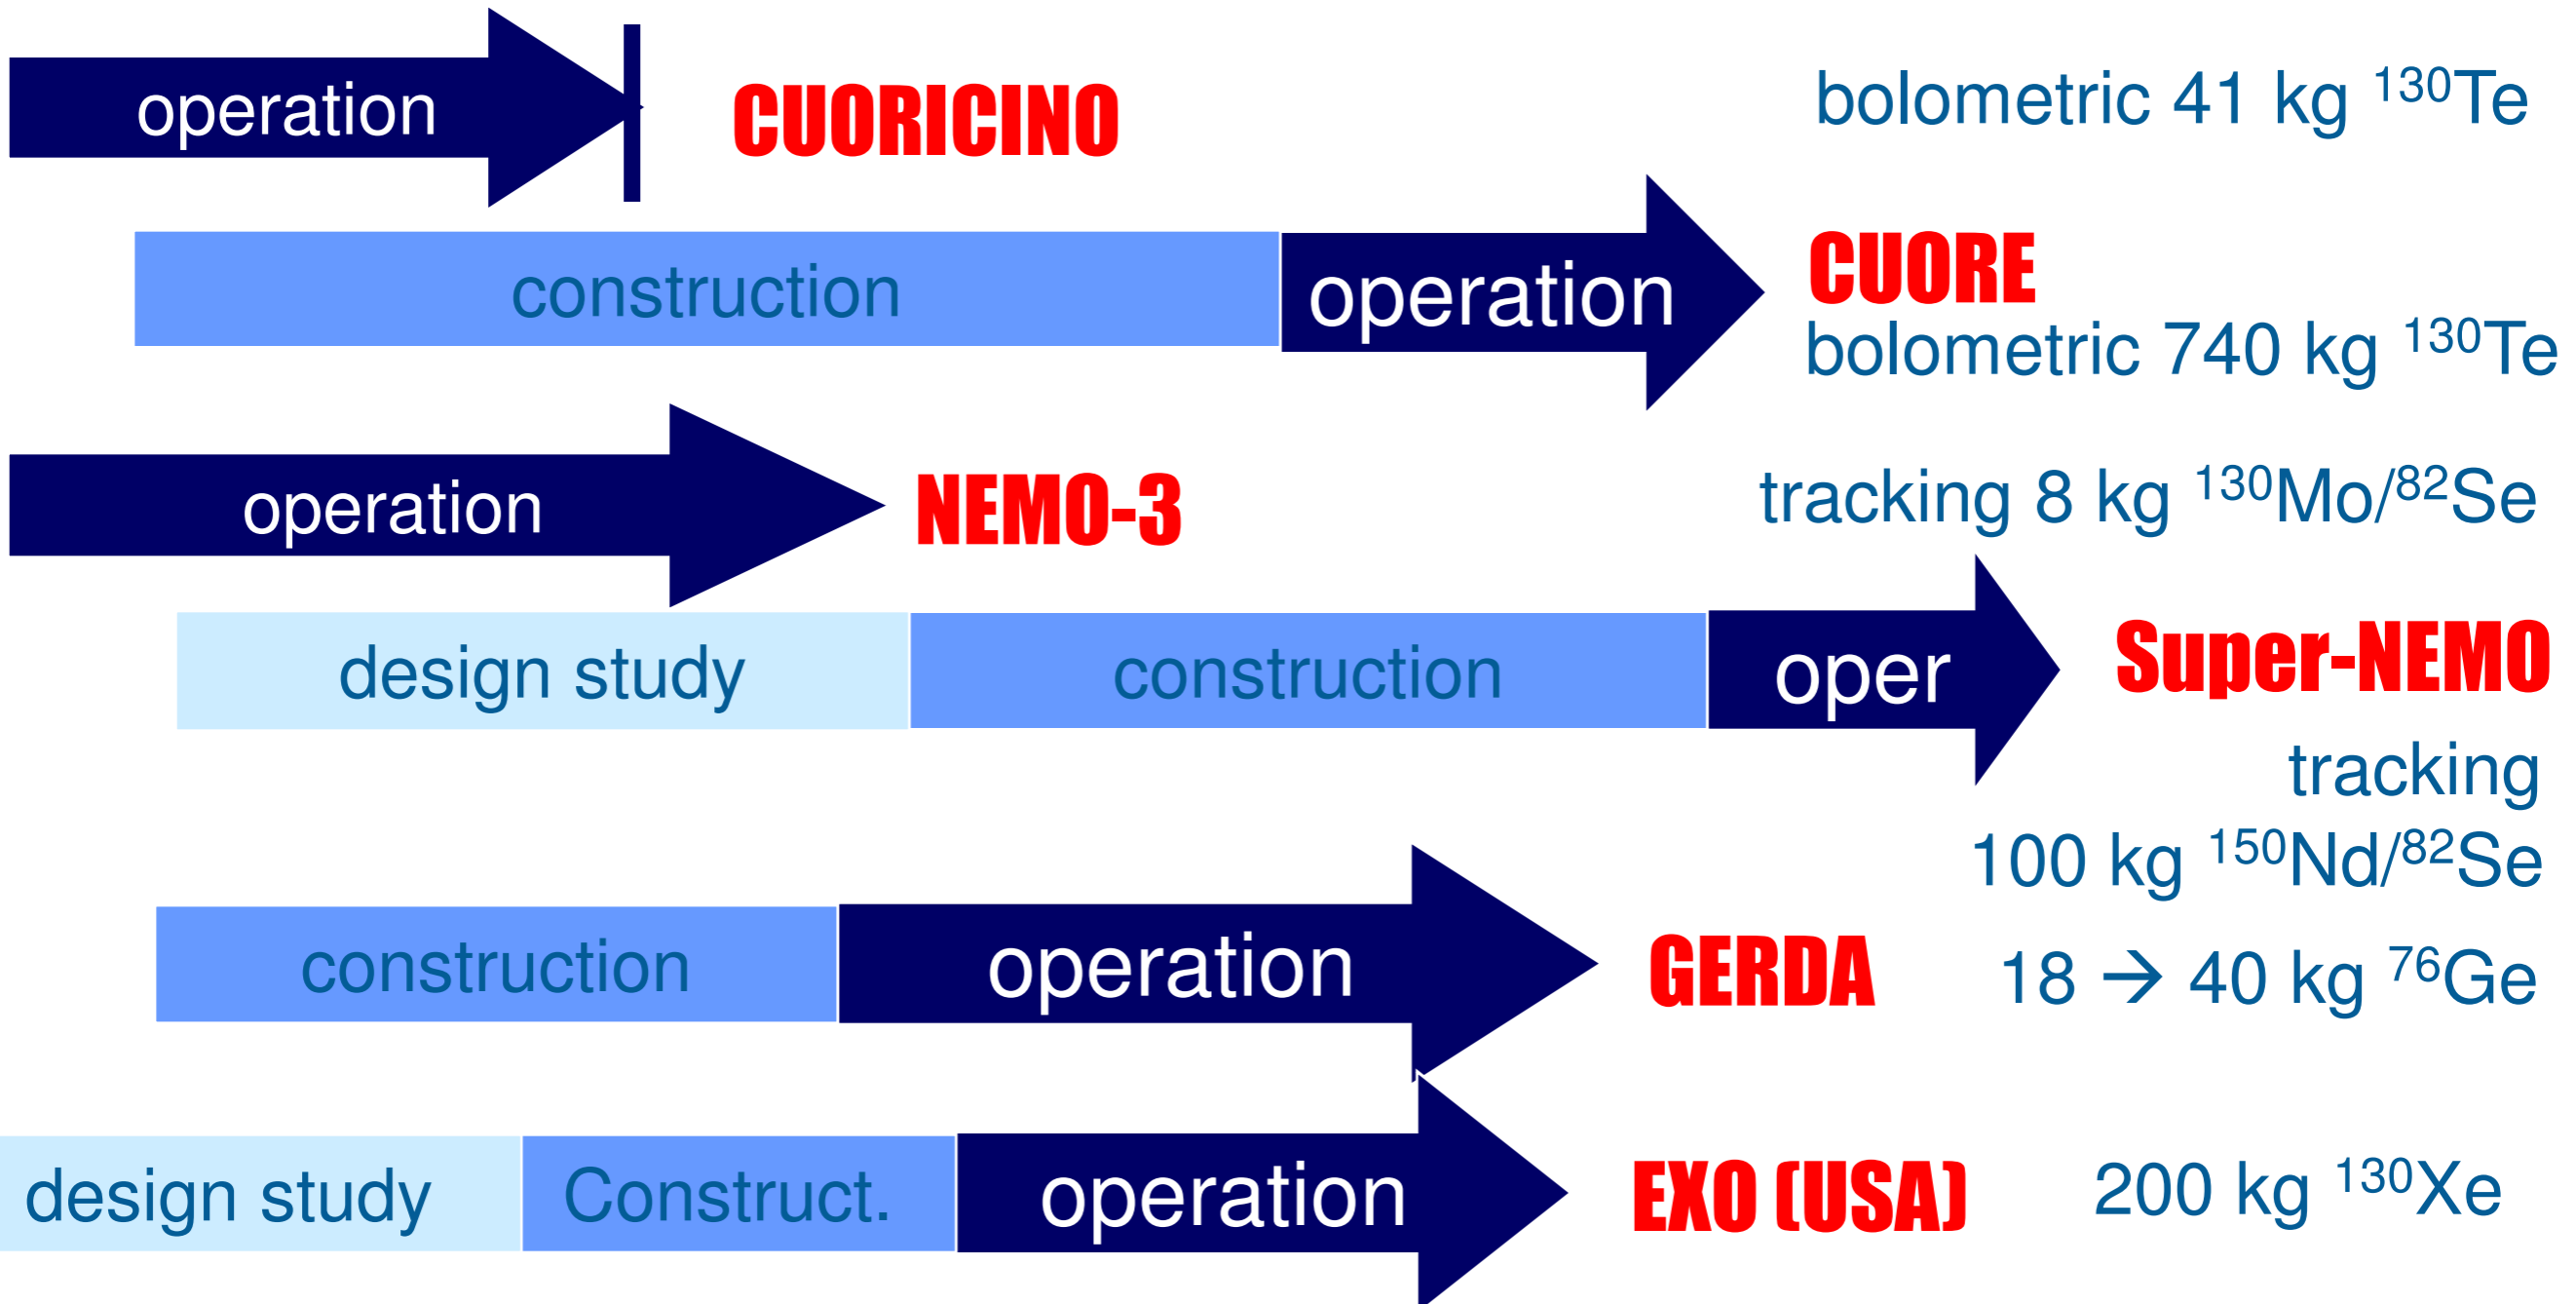 operation CUORICINO bolometric 41 kg ¹³⁰Te
construction operation CUORE
bolometric 740 kg ¹³⁰Te
operation NEMO-3 tracking 8 kg ¹³⁰Mo/⁸²Se
design study construction oper Super-NEMO
tracking
100 kg ¹⁵⁰Nd/⁸²Se
construction operation GERDA 18 → 40 kg ⁷⁶Ge
design study Construct. operation EXO (USA) 200 kg ¹³⁰Xe